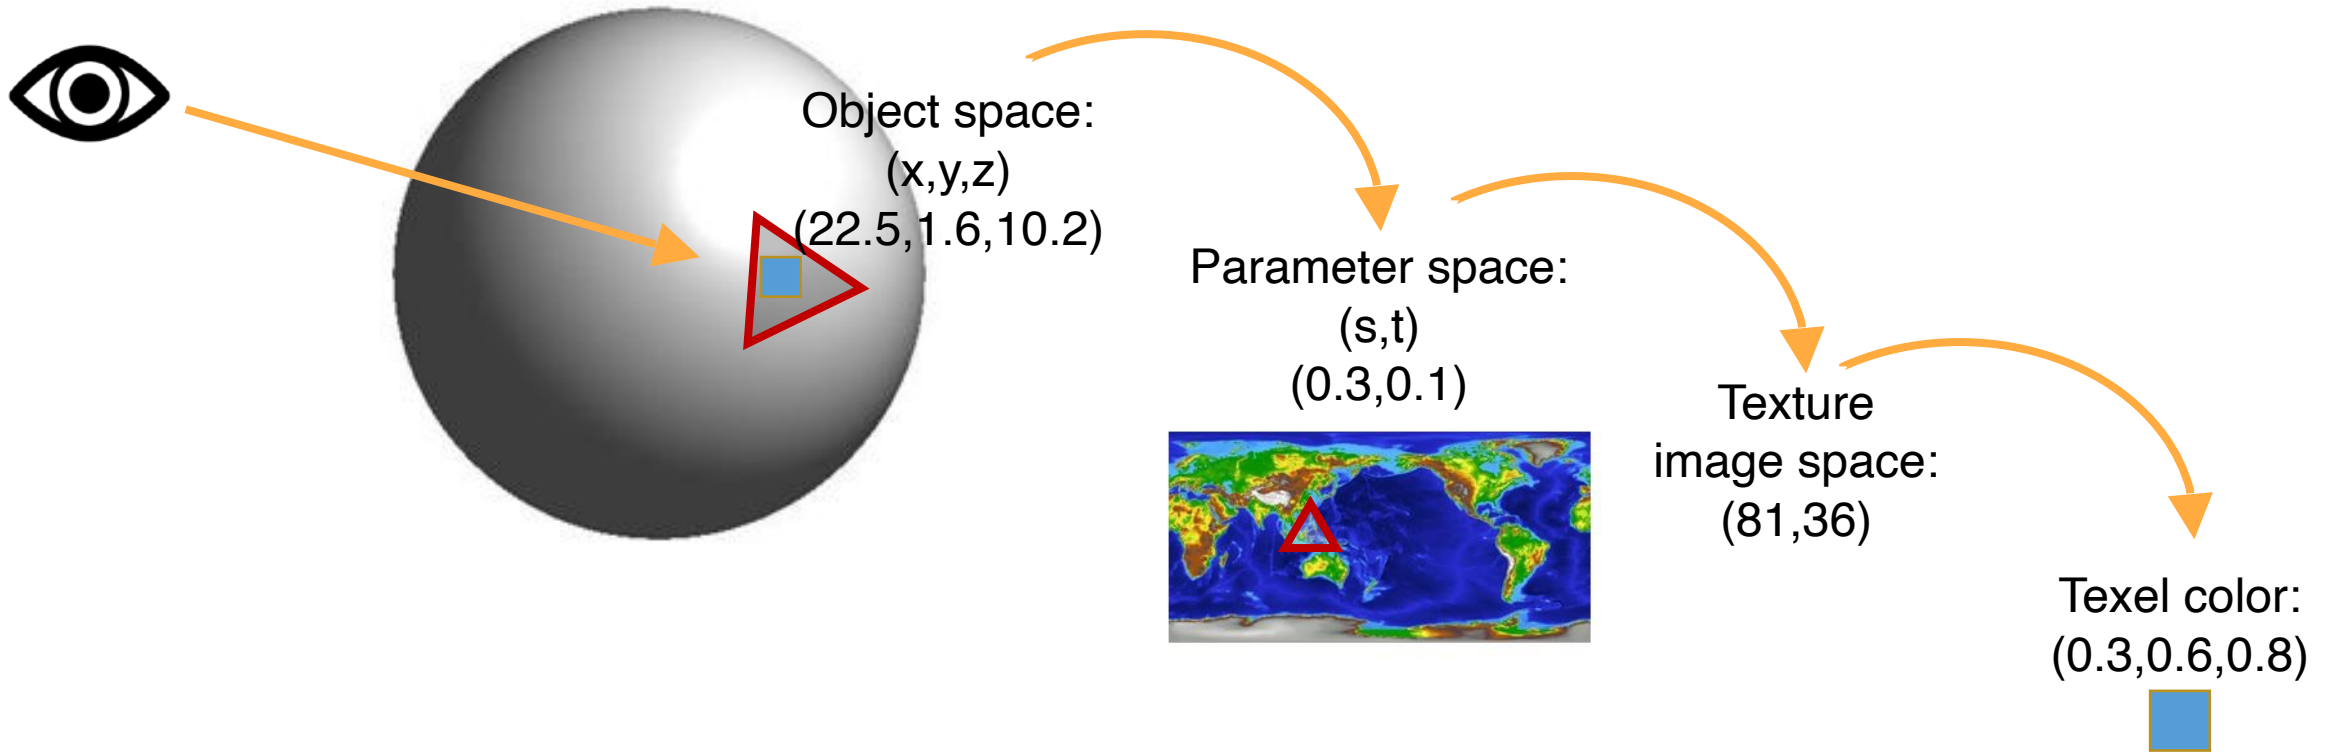 Object space:
(x,y,z)
(22.5,1.6,10.2)
Parameter space:
(s,t)
(0.3,0.1)
Texture
image space:
(81,36)
Texel color:
(0.3,0.6,0.8)